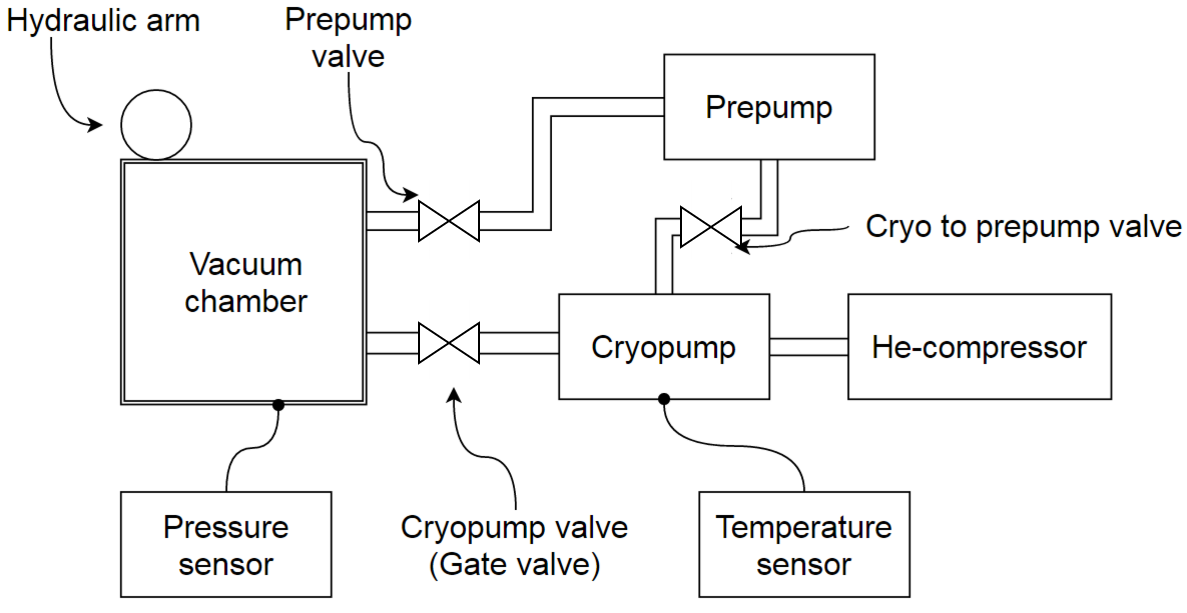 Hydraulic arm
Prepump
valve
Prepump
Cryo to prepump valve
Vacuum
chamber
Cryopump
He-compressor
Pressure
sensor
Cryopump valve
(Gate valve)
Temperature
sensor